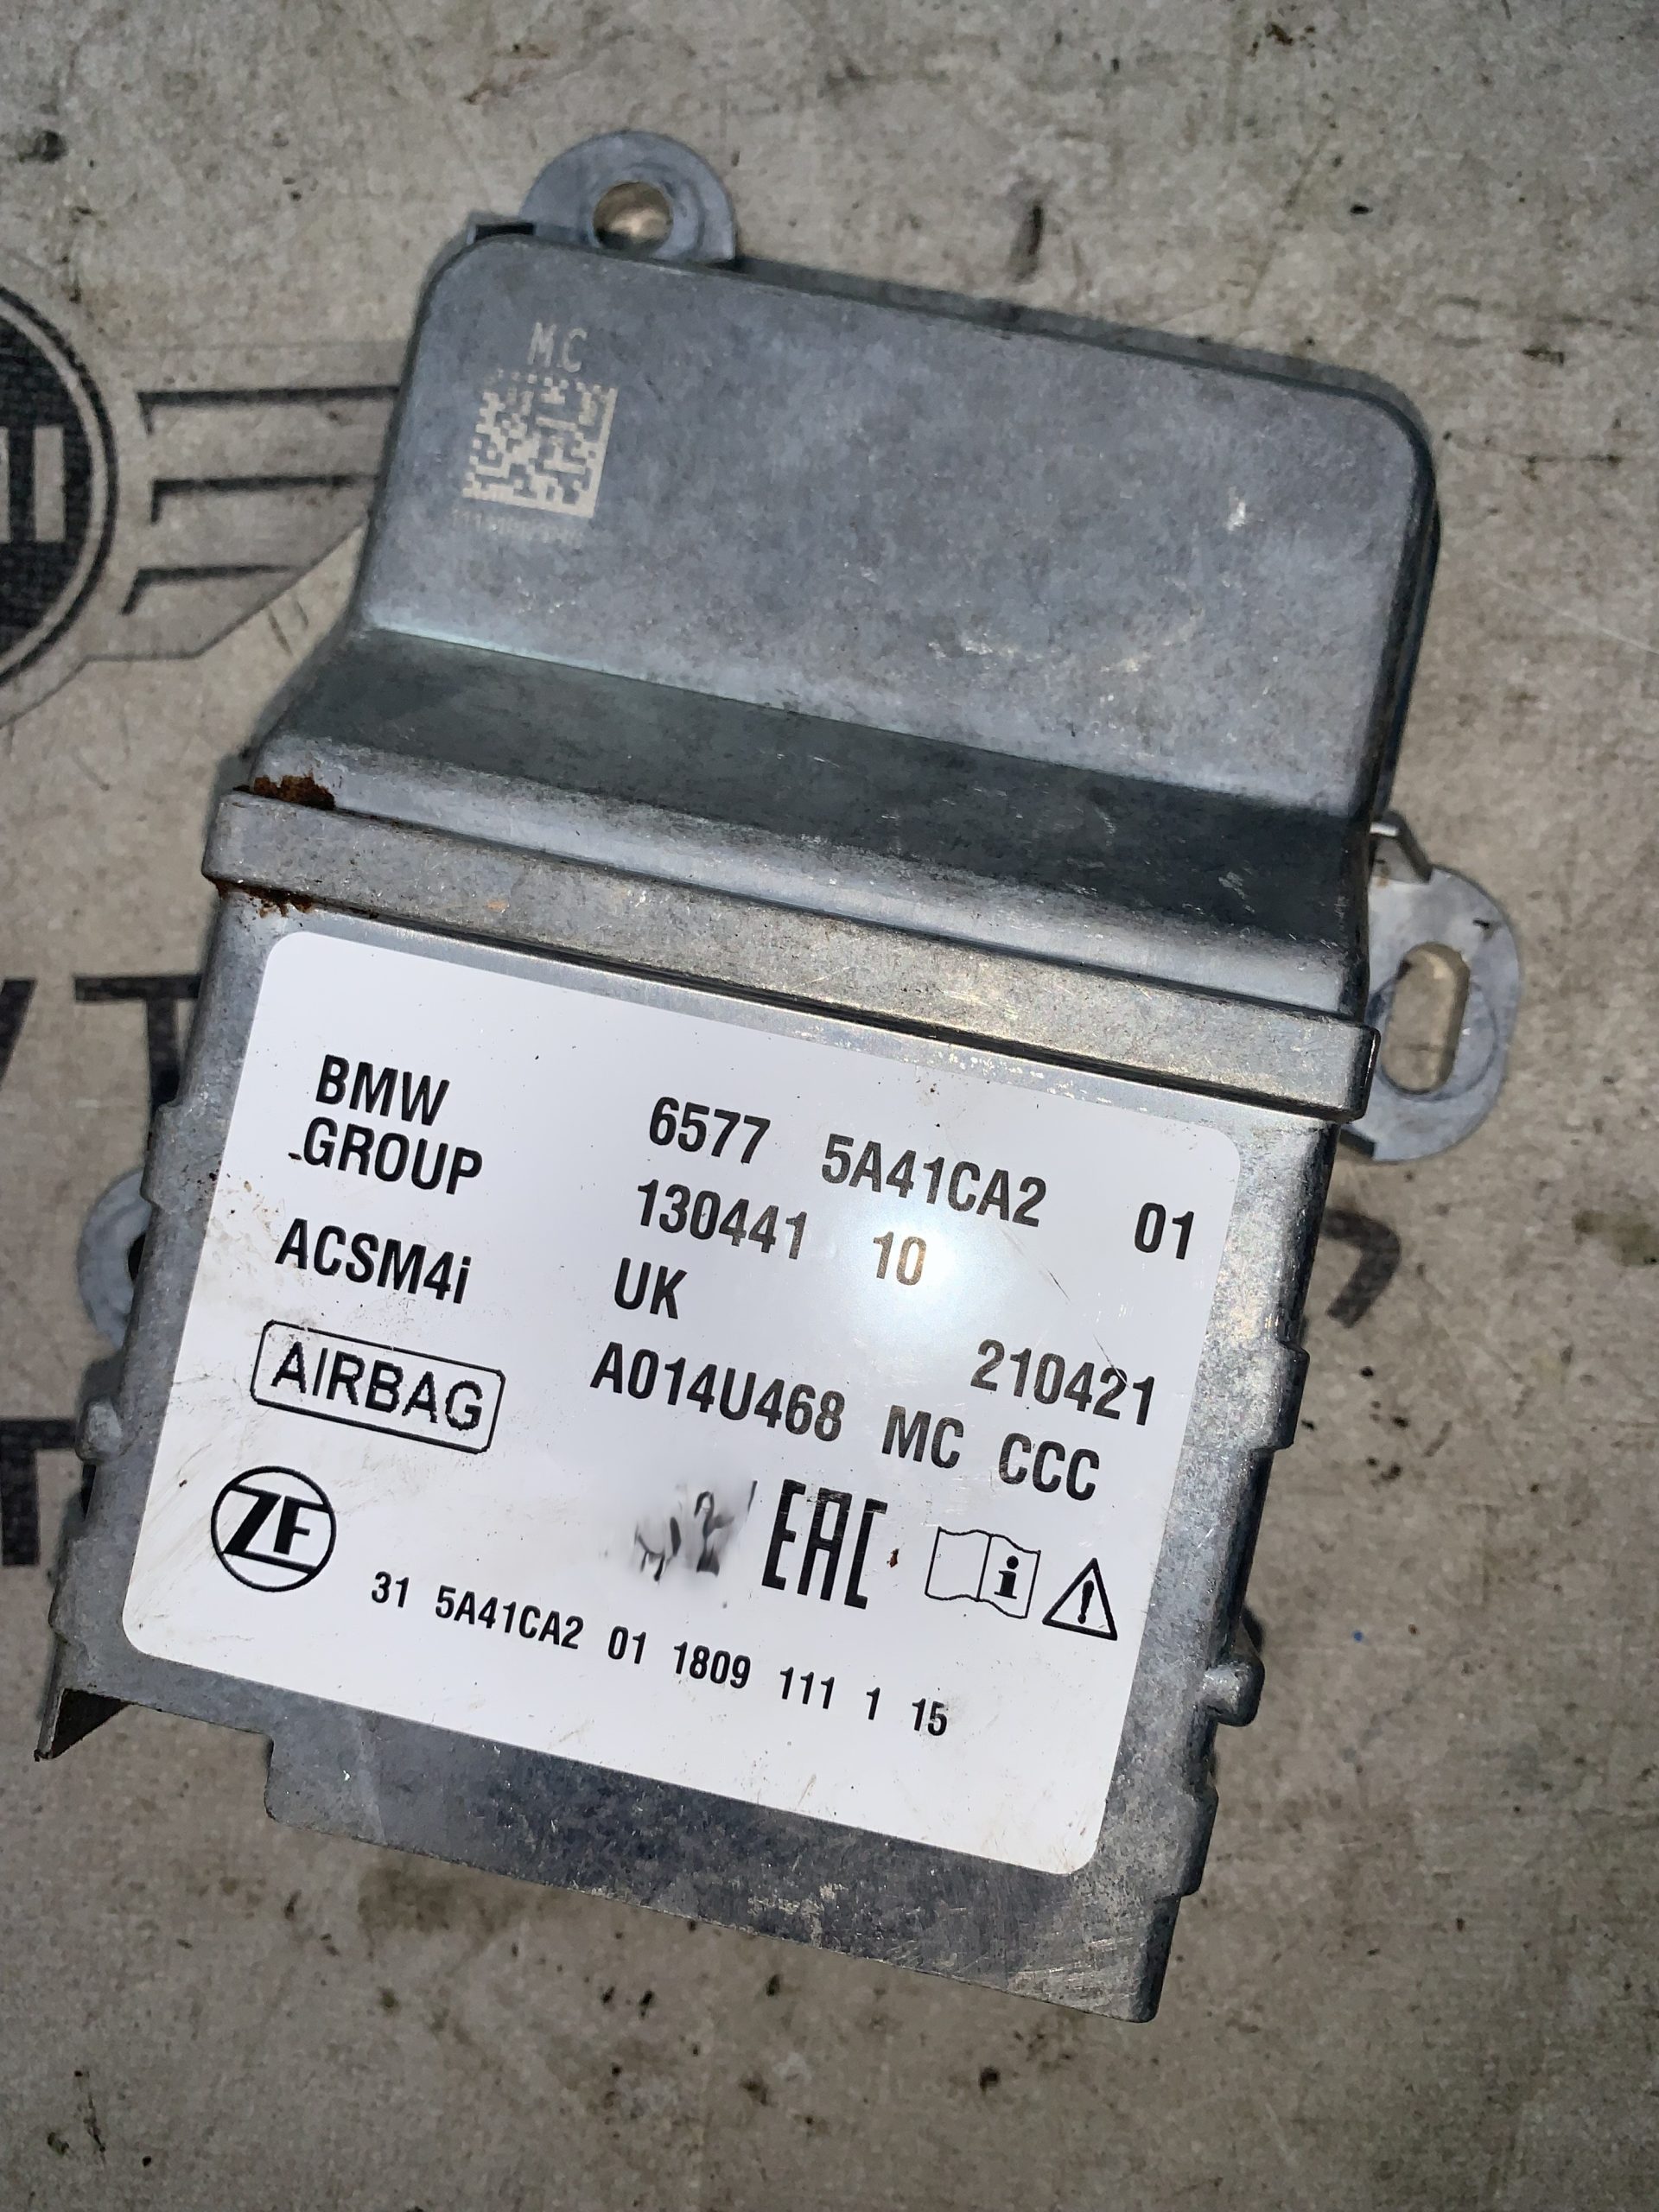 MC
BMW GROUP
6577 5A41CA2 01
130441 10
ACSM4i
UK
210421
AIRBAG
A014U468 MC CCC
ZF
EAC
31 5A41CA2 01 1809 111 1 15